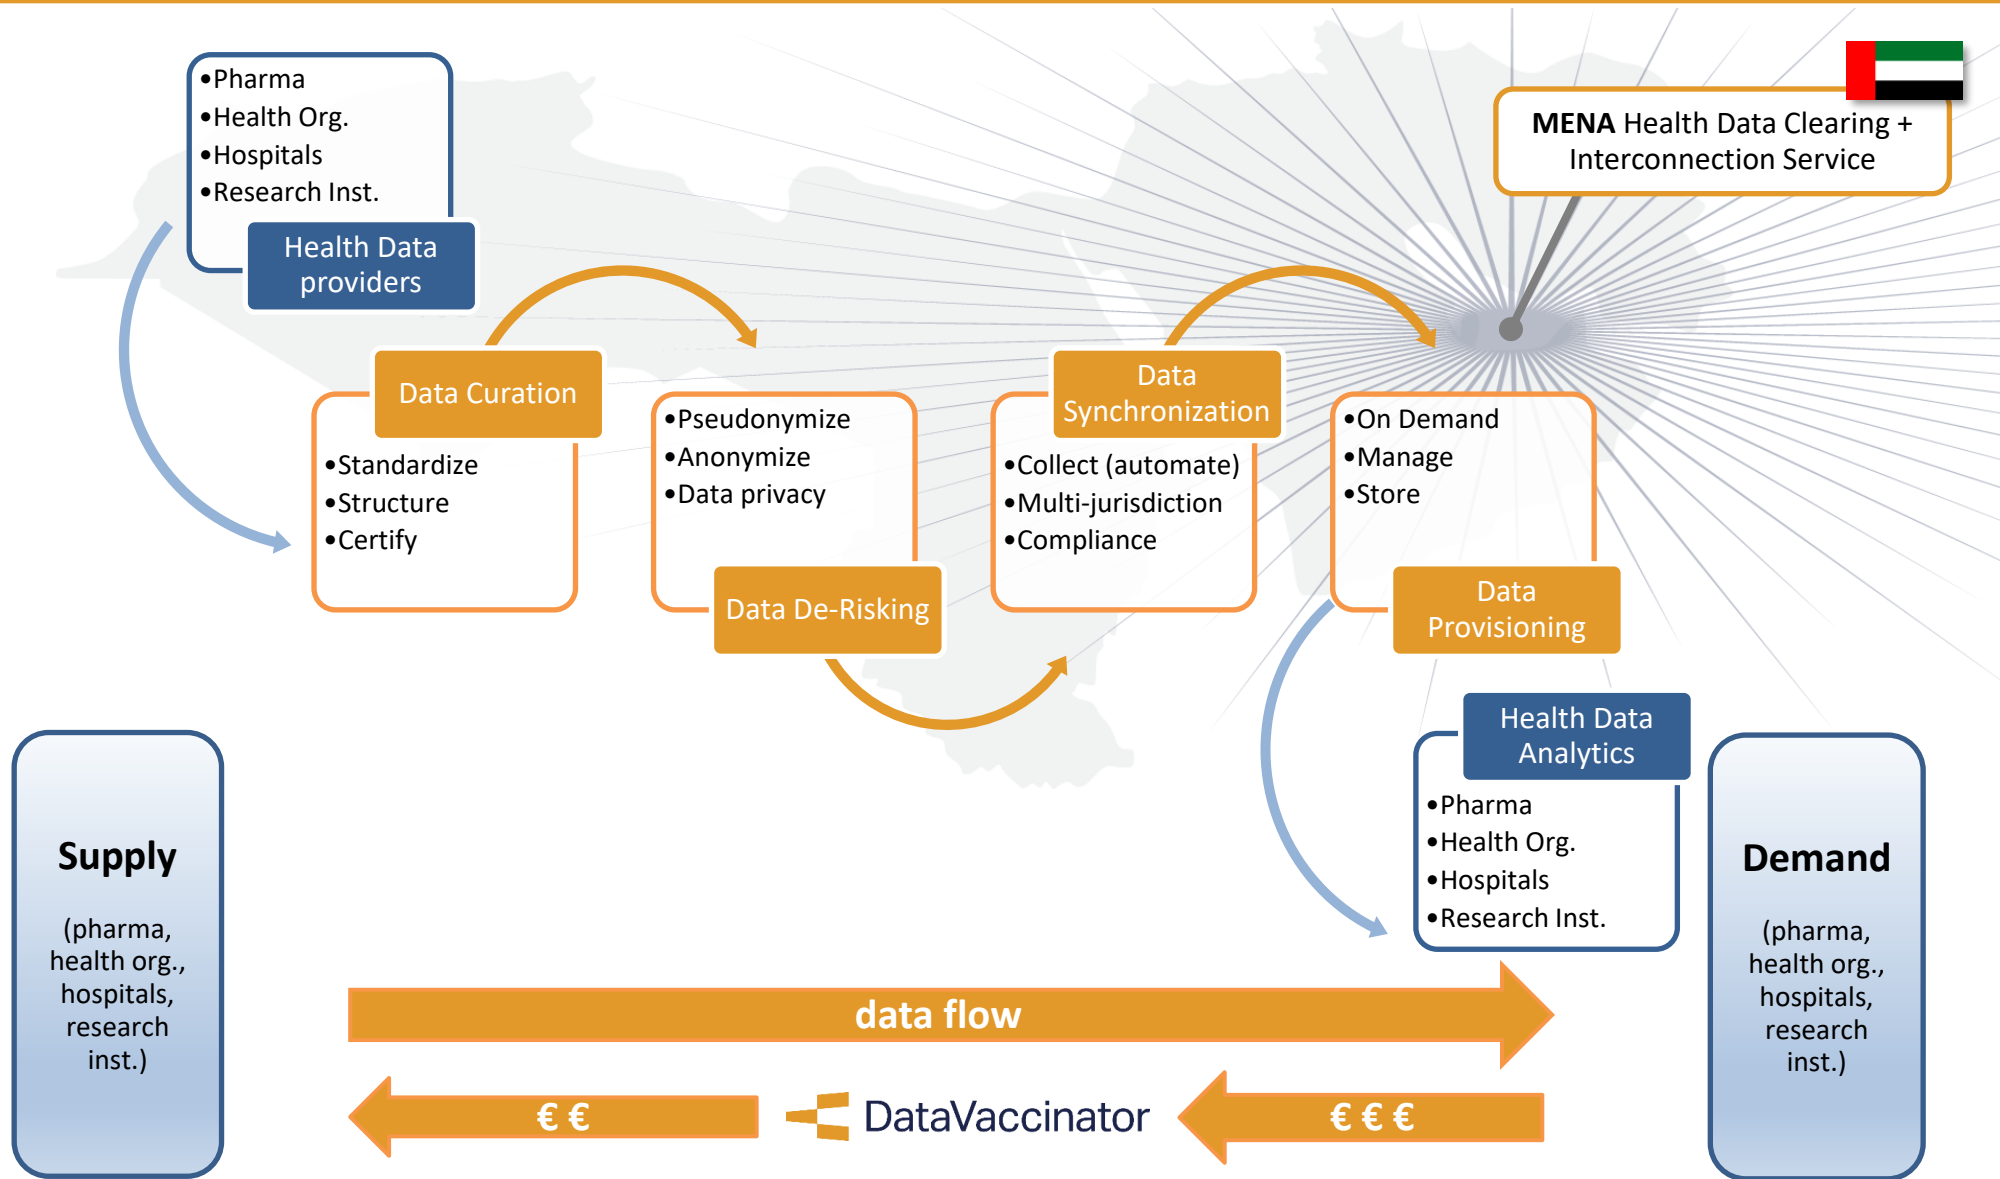 •Pharma
•Health Org.
•Hospitals
•Research Inst.
Health Data
providers
MENA Health Data Clearing +
Interconnection Service
Data Curation
•Standardize
•Structure
•Certify
•Pseudonymize
•Anonymize
•Data privacy
Data De-Risking
Data
Synchronization
•Collect (automate)
•Multi-jurisdiction
•Compliance
•On Demand
•Manage
•Store
Data
Provisioning
Health Data
Analytics
•Pharma
•Health Org.
•Hospitals
•Research Inst.
Supply
(pharma,
health org.,
hospitals,
research
inst.)
Demand
(pharma,
health org.,
hospitals,
research
inst.)
data flow
€ €
DataVaccinator
€ € €